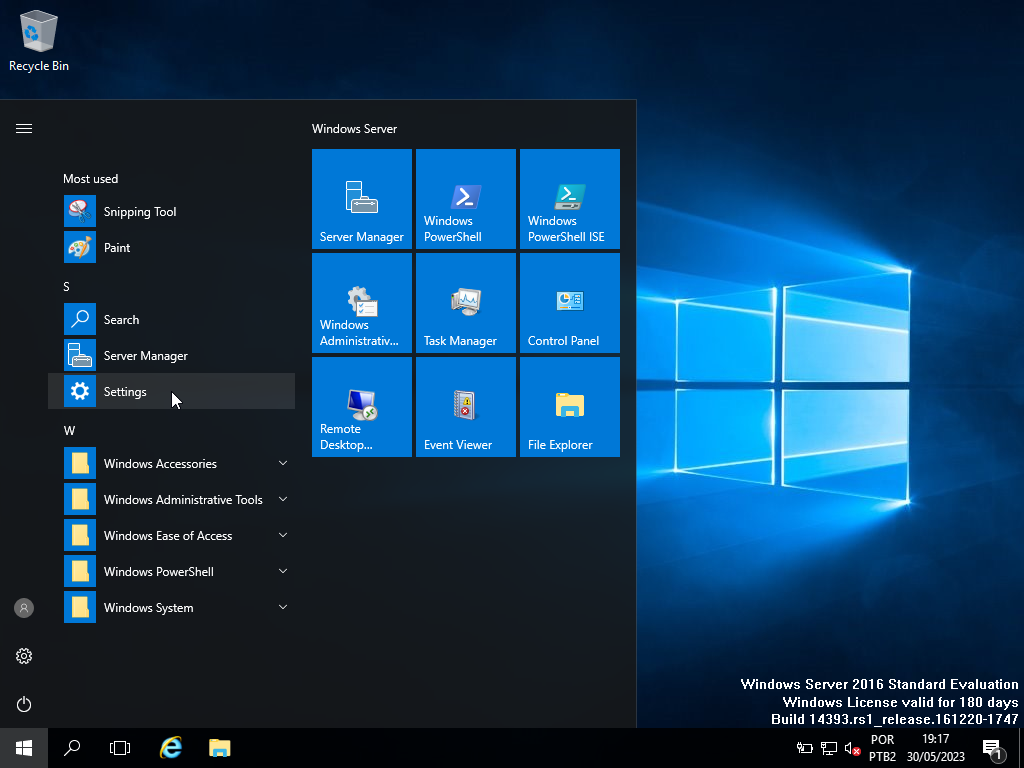 Recycle Bin
Windows Server
Most used
Snipping Tool
Paint
S
Search
Server Manager
Settings
W
Windows Accessories
Windows Administrative Tools
Windows Ease of Access
Windows PowerShell
Windows System
Server Manager
Windows
PowerShell
Windows
PowerShell ISE
Windows
Administrativ...
Task Manager
Control Panel
Remote
Desktop...
Event Viewer
File Explorer
Windows Server 2016 Standard Evaluation
Windows License valid for 180 days
Build 14393.rs1_release.161220-1747
POR
PTB2
19:17
30/05/2023
1